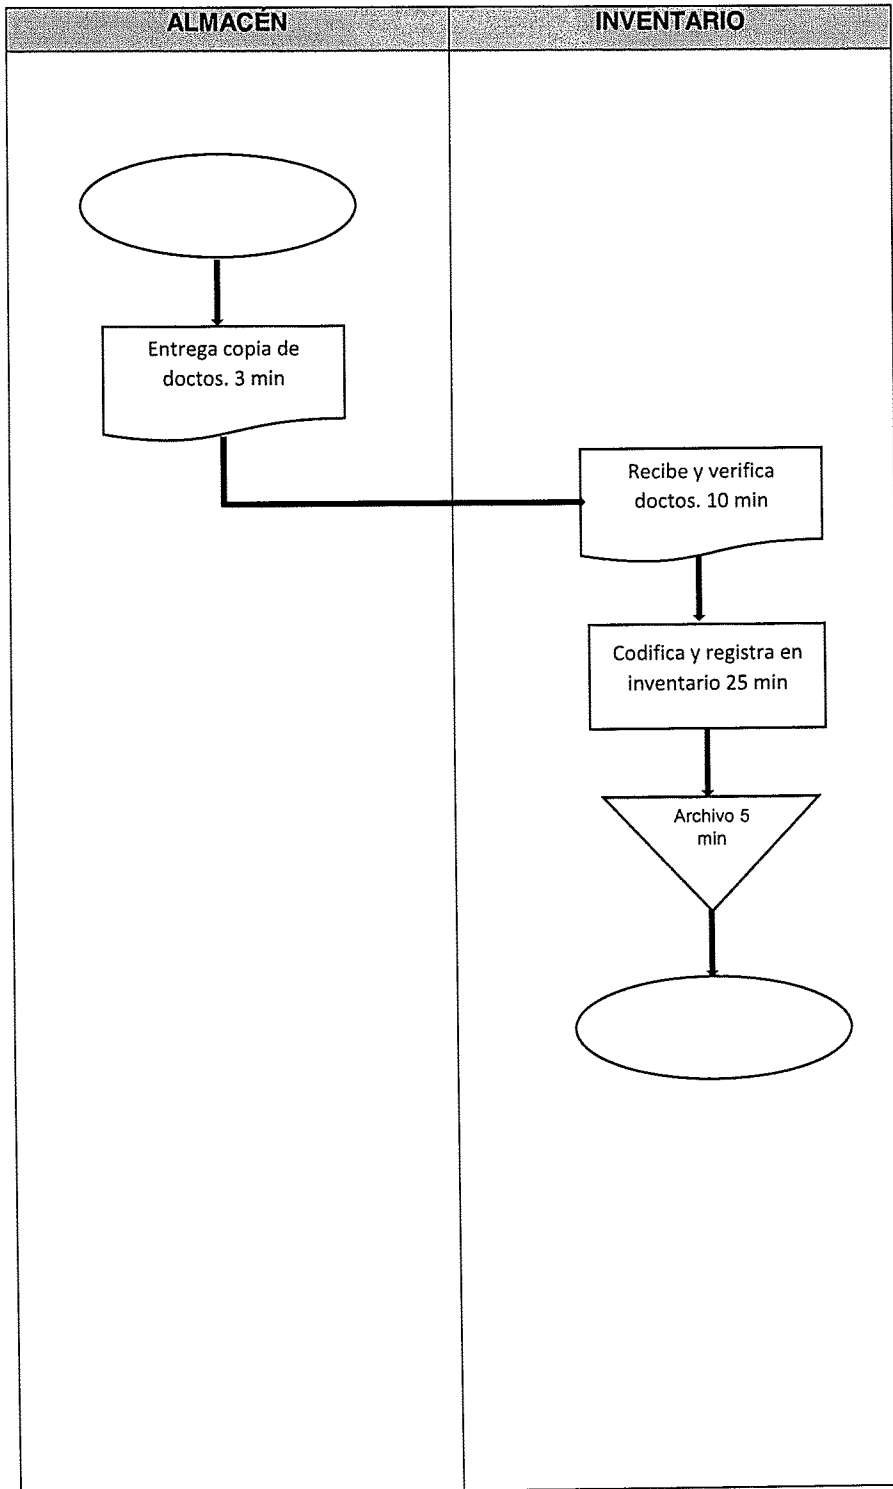 ALMACÉN
INVENTARIO
Entrega copia de
doctos. 3 min
Recibe y verifica
doctos. 10 min
Codifica y registra en
inventario 25 min
Archivo 5
min